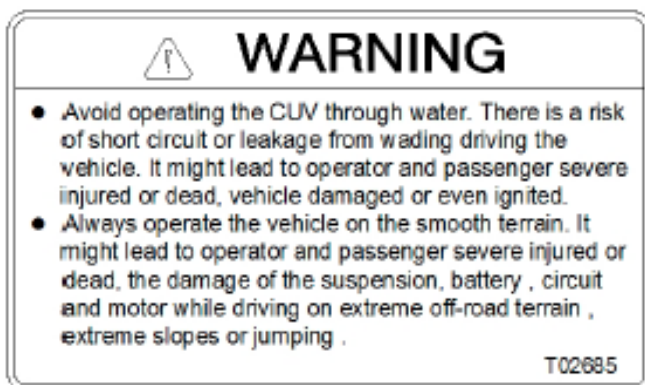 WARNING
● Avoid operating the CUV through water. There is a risk
of short circuit or leakage from wading driving the
vehicle. It might lead to operator and passenger severe
injured or dead, vehicle damaged or even ignited.
● Always operate the vehicle on the smooth terrain. It
might lead to operator and passenger severe injured or
dead, the damage of the suspension, battery , circuit
and motor while driving on extreme off-road terrain ,
extreme slopes or jumping .
T02685